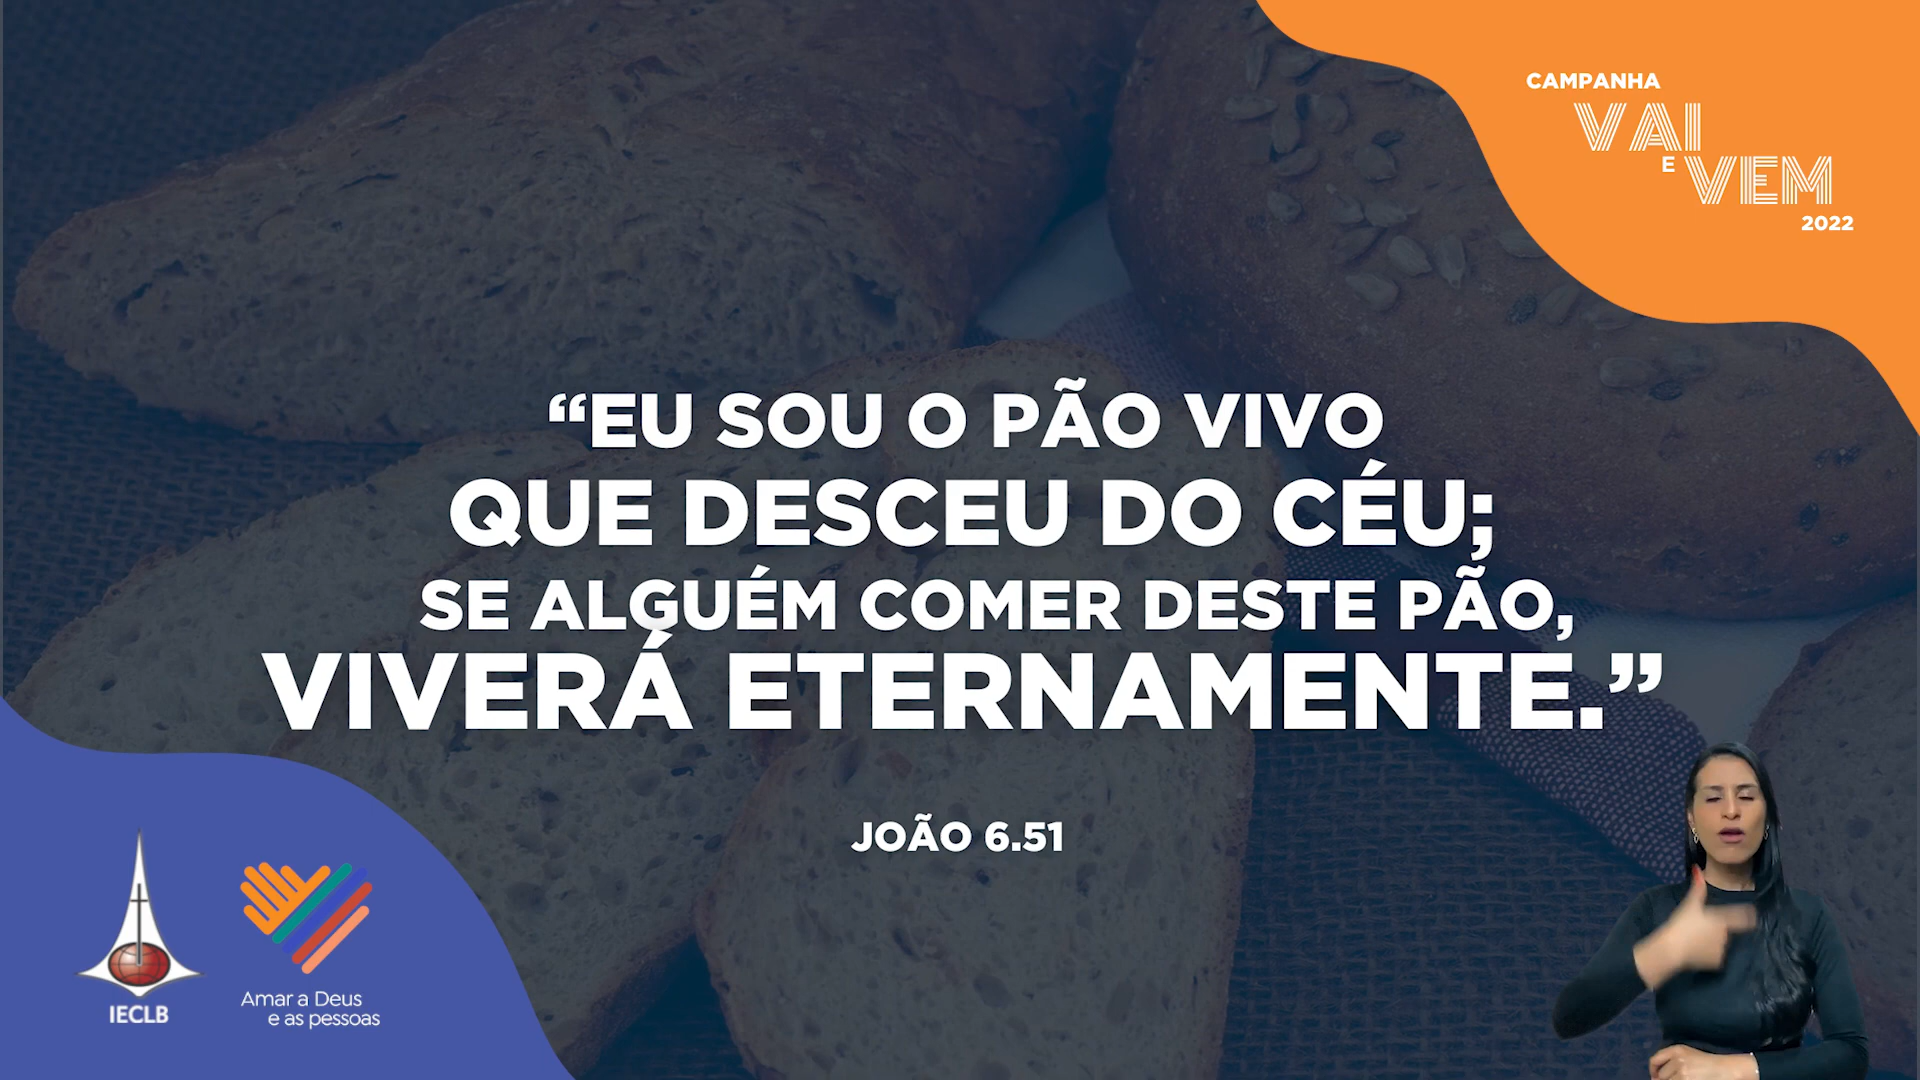 CAMPANHA
VAI
E VEM
2022
“EU SOU O PÃO VIVO
QUE DESCEU DO CÉU;
SE ALGUÉM COMER DESTE PÃO,
VIVERÁ ETERNAMENTE.”
JOÃO 6.51
IECLB
Amar a Deus
e as pessoas